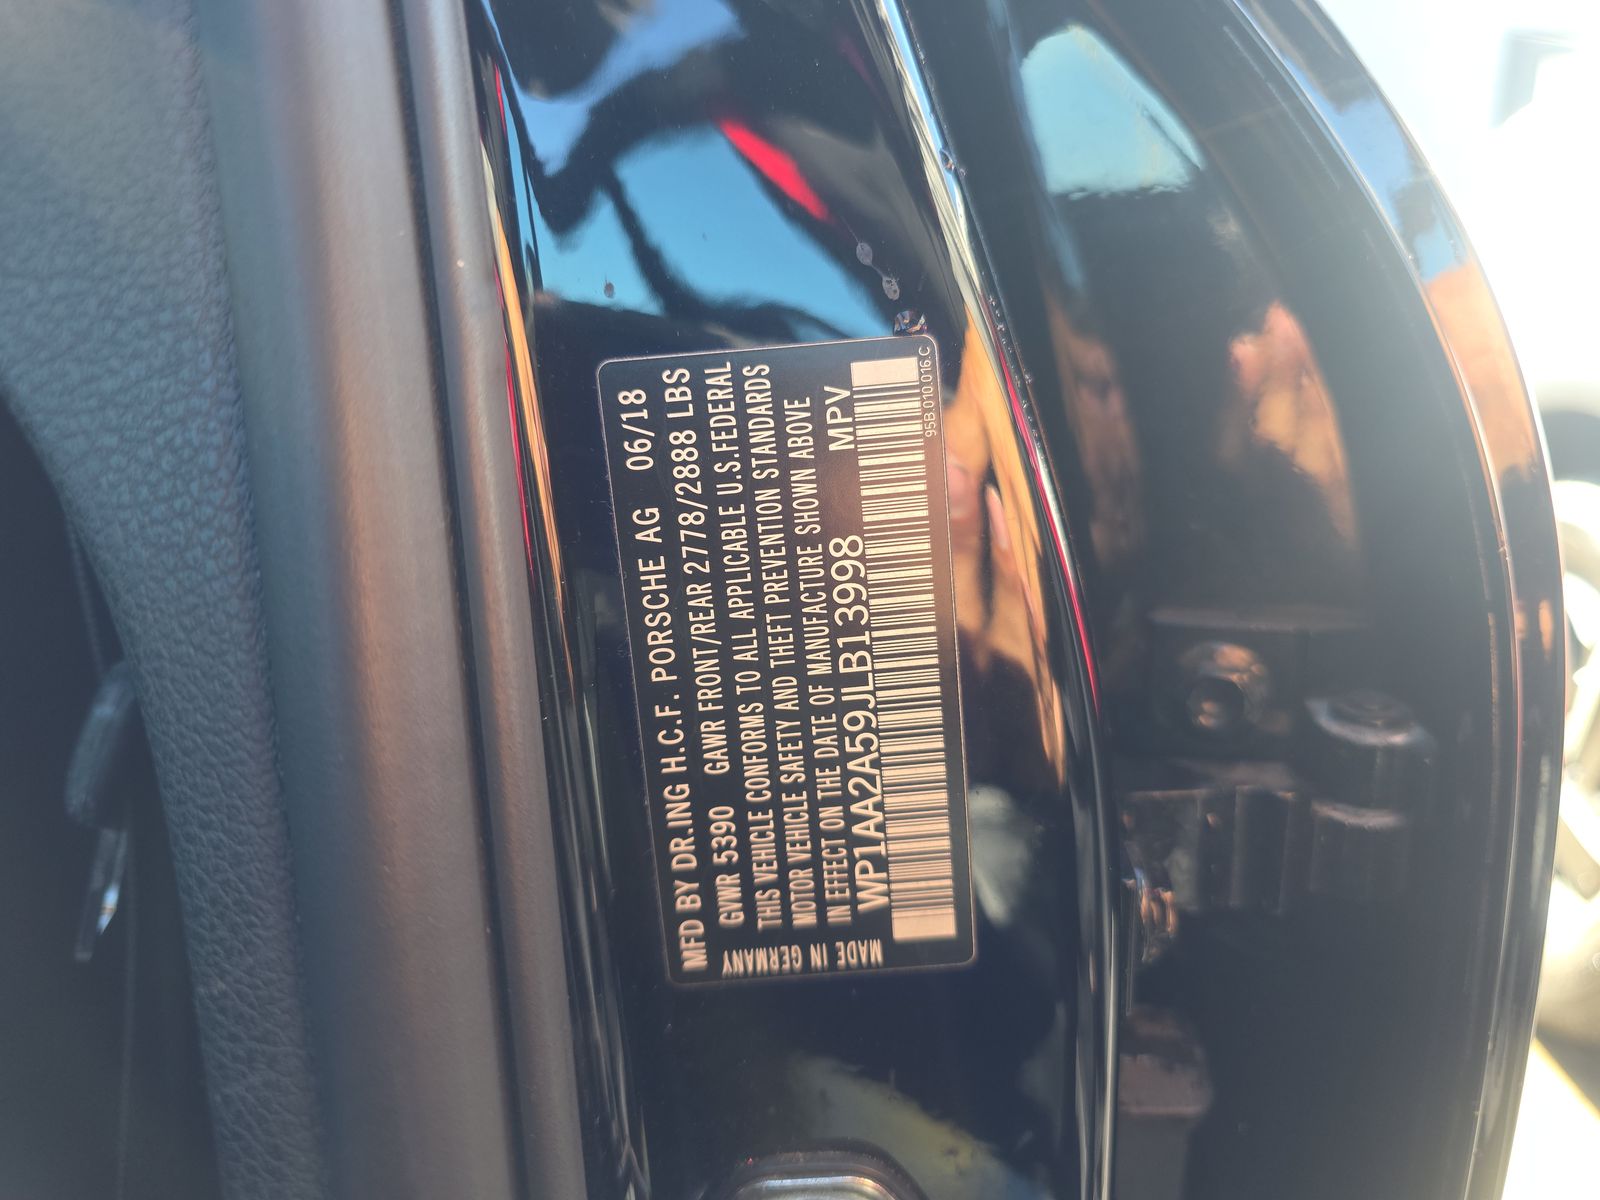 MFD BY DR.ING H.C.F. PORSCHE AG 06/18
GVWR 5390 GAWR FRONT/REAR 2778/2888 LBS
THIS VEHICLE CONFORMS TO ALL APPLICABLE U.S.FEDERAL
MOTOR VEHICLE SAFETY AND THEFT PREVENTION STANDARDS
IN EFFECT ON THE DATE OF MANUFACTURE SHOWN ABOVE
WP1AA2A59JLB13998 MPV
95B.010.016.C
MADE IN GERMANY